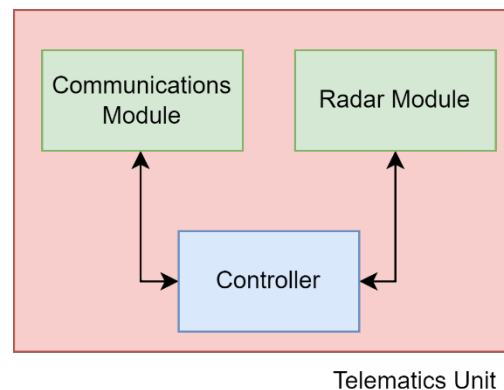 Communications
Module
Radar Module
Controller
Telematics Unit